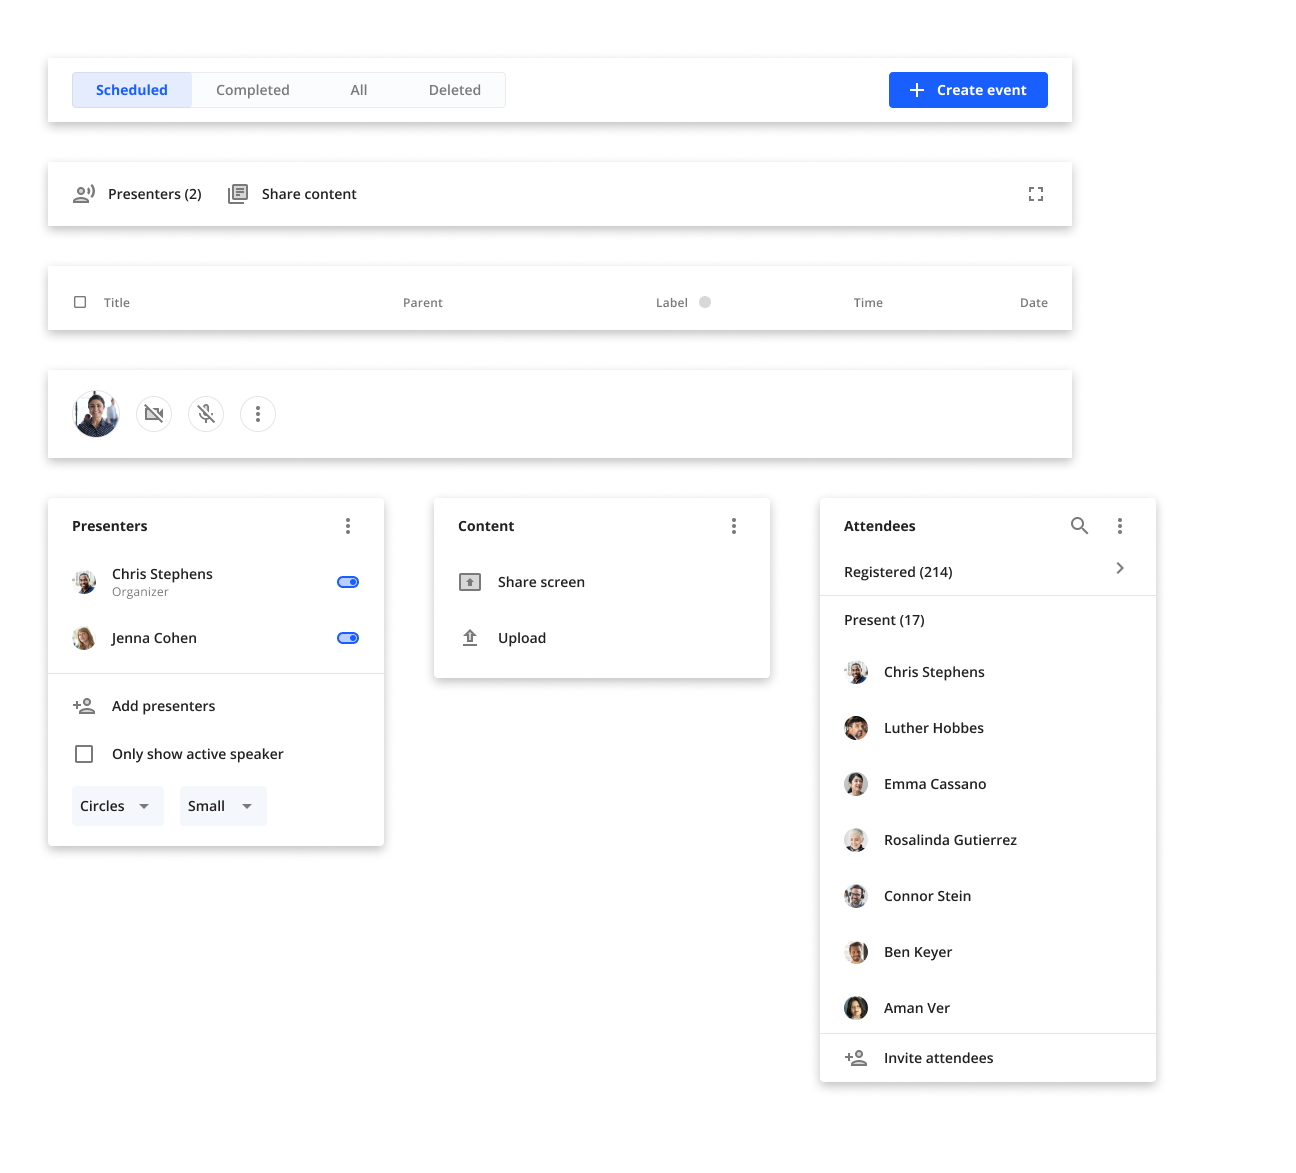 Scheduled Completed All Deleted Create event
Presenters (2) Share content
Title Parent Label Time Date
Presenters
Chris Stephens
Organizer
Jenna Cohen
Add presenters
Only show active speaker
Circles Small
Content
Share screen
Upload
Attendees
Registered (214)
Present (17)
Chris Stephens
Luther Hobbes
Emma Cassano
Rosalinda Gutierrez
Connor Stein
Ben Keyer
Aman Ver
Invite attendees